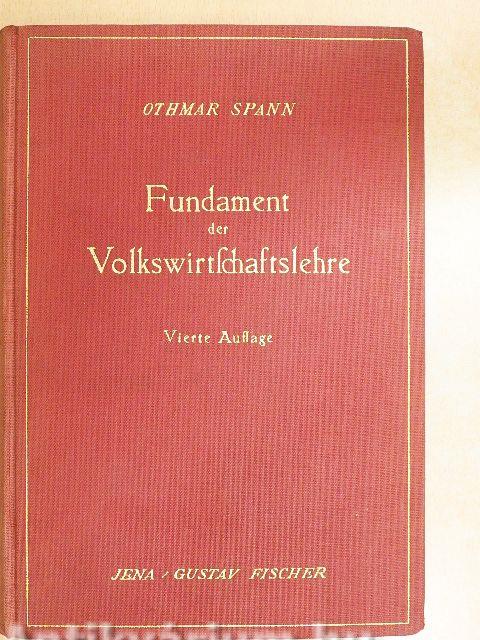 OTHMAR SPANN
Fundament
der
Volkswirtſchaftslehre
Vierte Auflage
JENA / GUSTAV FISCHER